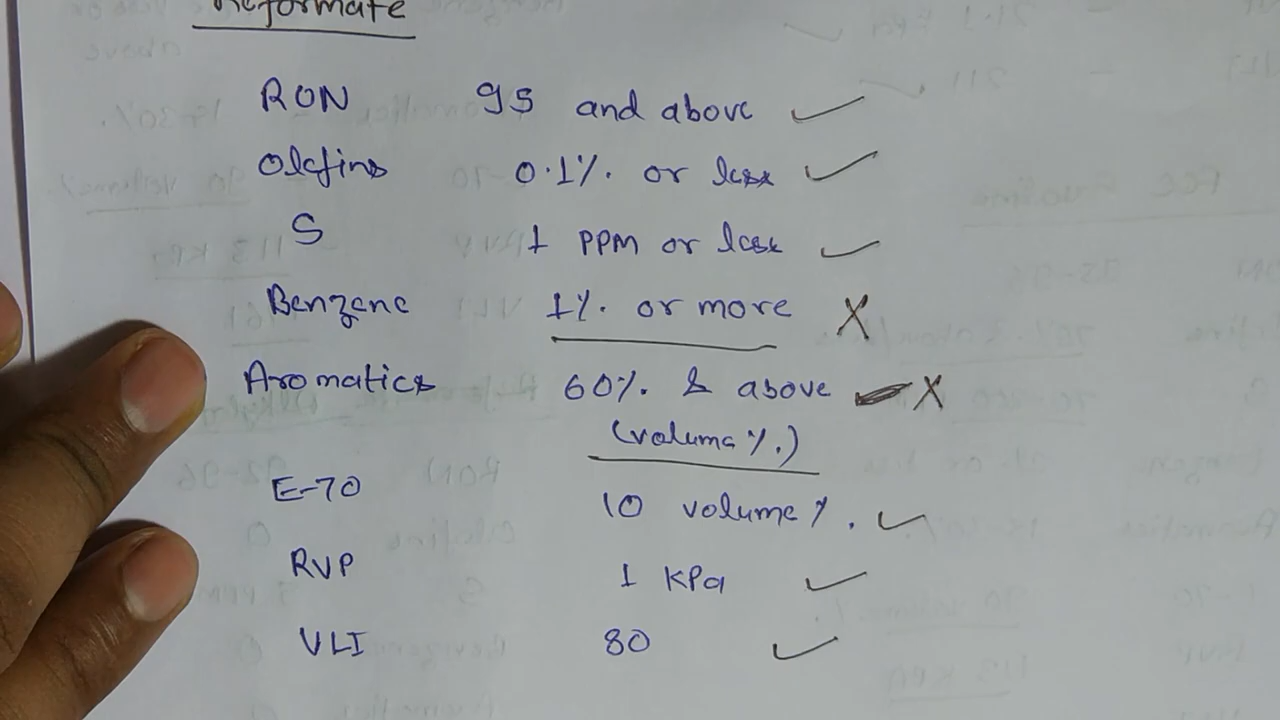 Reformate
RON 95 and above ✓
Olefins 0.1% or less ✓
S 1 PPM or less ✓
Benzene 1% or more X
Aromatics 60% & above X
(volume %)
E-70 10 volume % ✓
RVP 1 KPa ✓
VLI 80 ✓